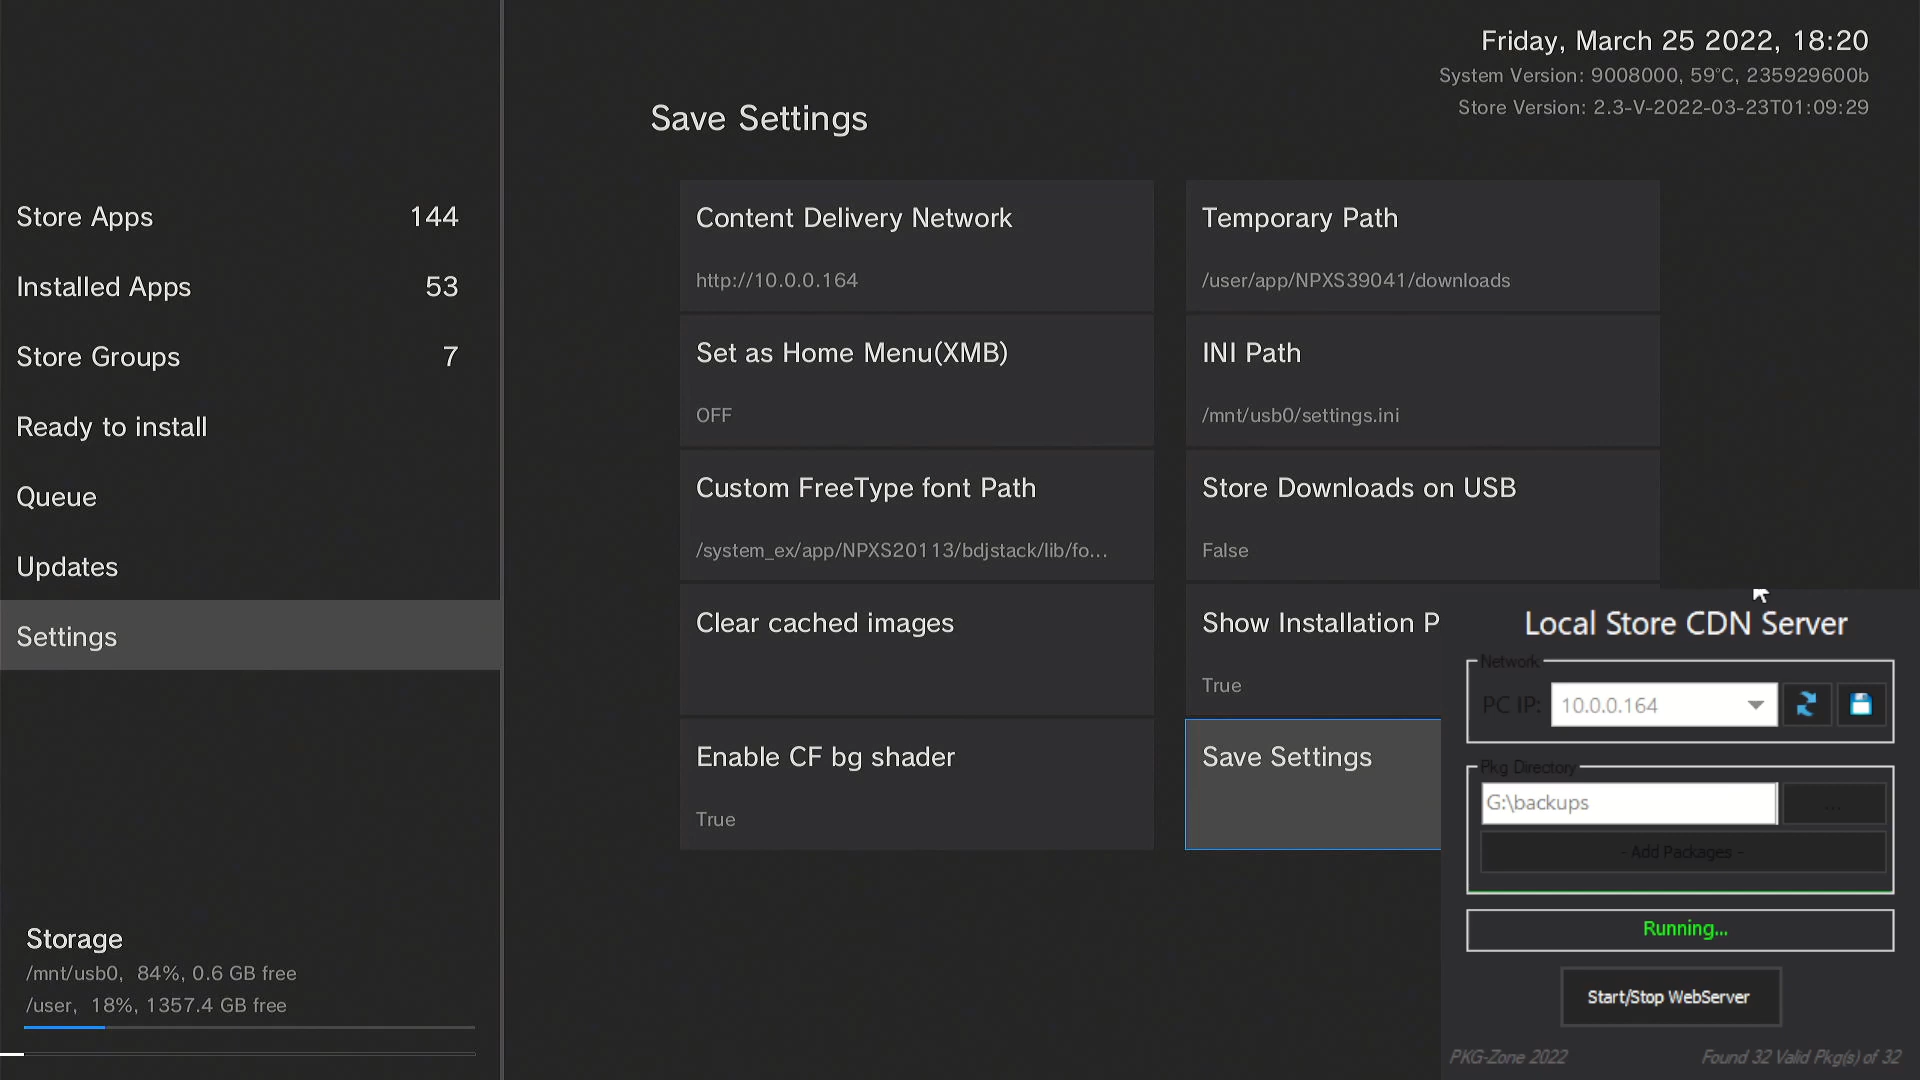 Friday, March 25 2022, 18:20
System Version: 9008000, 59°C, 235929600b
Store Version: 2.3-V-2022-03-23T01:09:29
Save Settings
Store Apps 144
Installed Apps 53
Store Groups 7
Ready to install
Queue
Updates
Settings
Storage
/mnt/usb0, 84%, 0.6 GB free
/user, 18%, 1357.4 GB free
Content Delivery Network
http://10.0.0.164
Temporary Path
/user/app/NPXS39041/downloads
Set as Home Menu(XMB)
OFF
INI Path
/mnt/usb0/settings.ini
Custom FreeType font Path
/system_ex/app/NPXS20113/bdjstack/lib/fo...
Store Downloads on USB
False
Clear cached images
Show Installation P
True
Enable CF bg shader
True
Save Settings
Local Store CDN Server
Network
PC IP: 10.0.0.164
Pkg Directory
G:\backups
...
- Add Packages -
Running...
Start/Stop WebServer
PKG-Zone 2022
Found 32 Valid Pkg(s) of 32